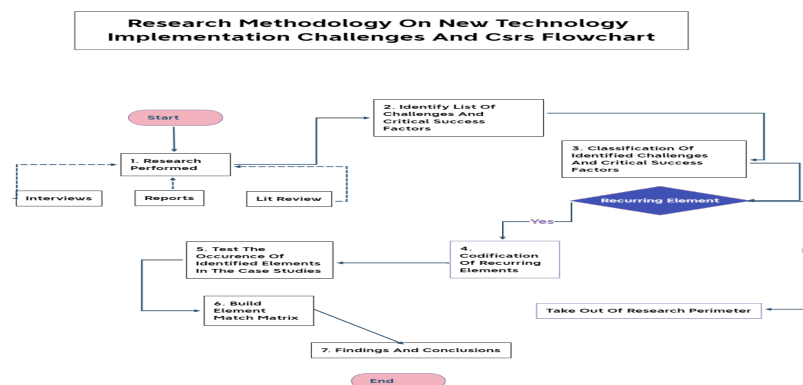 Research Methodology On New Technology
Implementation Challenges And Csrs Flowchart
Start
2. Identify List Of
Challenges And
Critical Success
Factors
1. Research
Performed
3. Classification Of
Identified Challenges
And Critical Success
Factors
Interviews
Reports
Lit Review
Recurring Element
Yes
4.
Codification
Of Recurring
Elements
5. Test The
Occurence Of
Identified Elements
In The Case Studies
6. Build
Element
Match Matrix
Take Out Of Research Perimeter
7. Findings And Conclusions
End